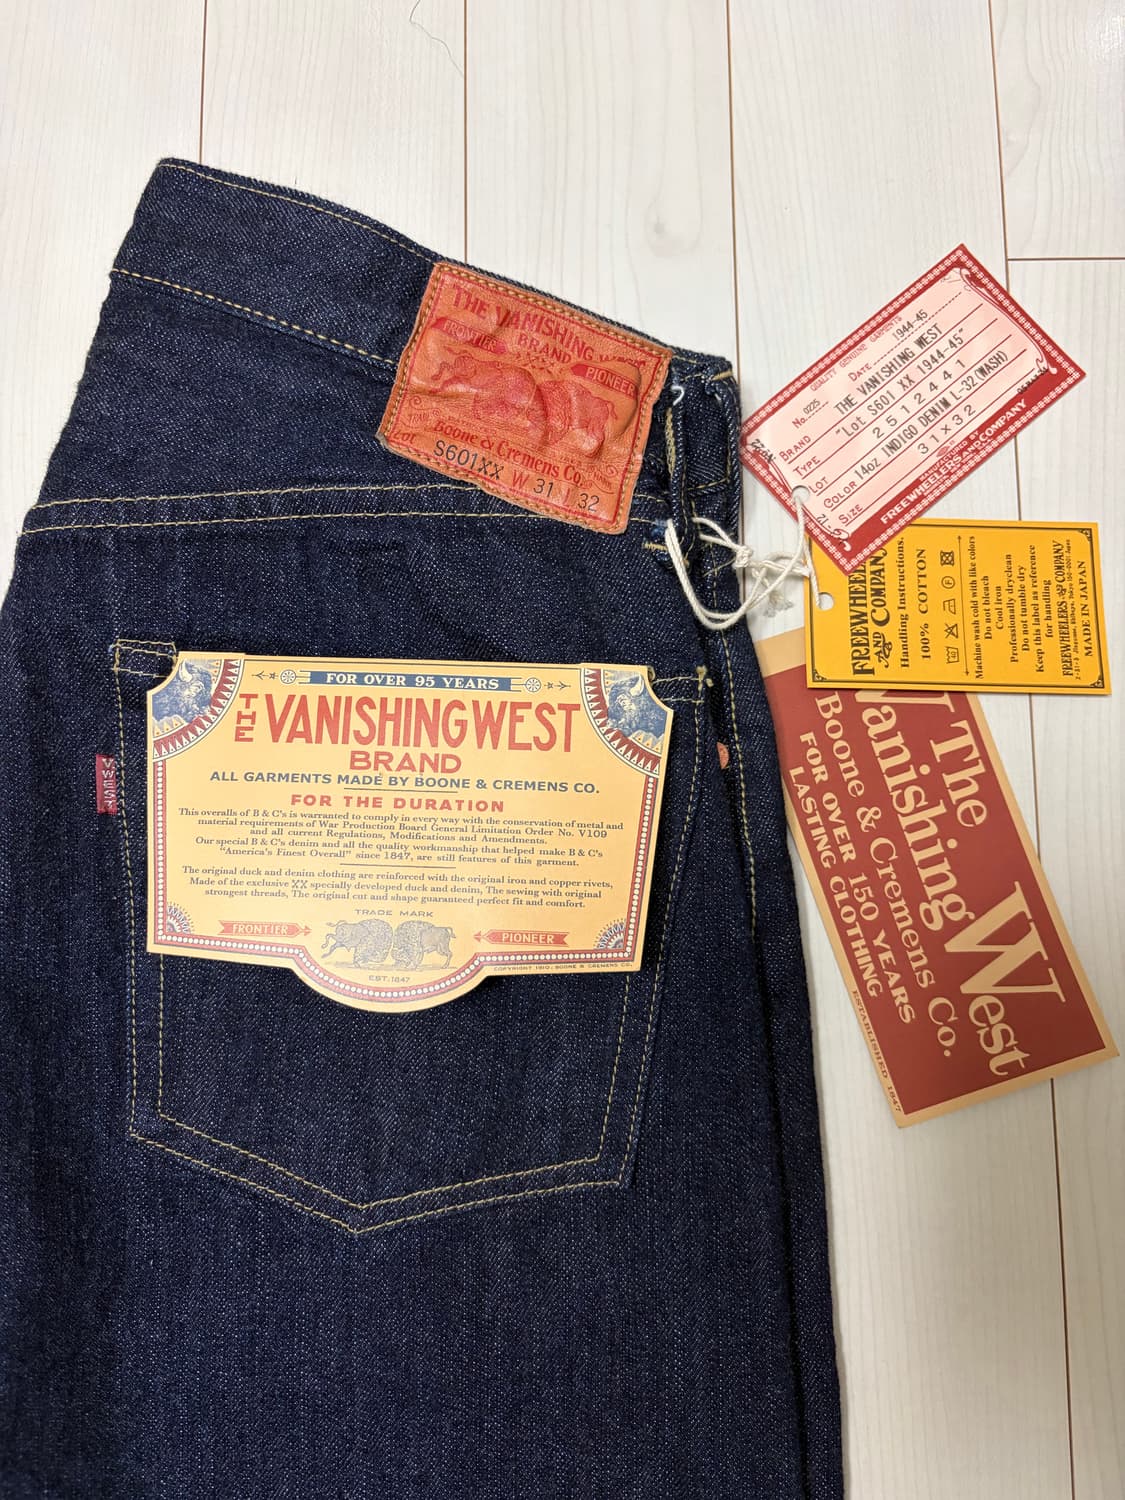 THE VANISHING WEST
BRAND
FRONTIER
PIONEER
Boone & Cremens Co.
Lot S601XX W 31 L 32
V.WEST
FOR OVER 95 YEARS
THE VANISHING WEST
BRAND
ALL GARMENTS MADE BY BOONE & CREMENS CO.
FOR THE DURATION
This overalls of B & C's is warranted to comply in every way with the conservation of metal and
material requirements of War Production Board General Limitation Order No. V109
and all current Regulations, Modifications and Amendments.
Our special B & C's denim and all the quality workmanship that helped make B & C's
"America's Finest Overall" since 1847, are still features of this garment.
The original duck and denim clothing are reinforced with the original iron and copper rivets,
Made of the exclusive XX specially developed duck and denim, The sewing with original
strongest threads, The original cut and shape guaranteed perfect fit and comfort.
TRADE MARK
FRONTIER
PIONEER
EST. 1847
COPYRIGHT 1910. BOONE & CREMENS CO.
QUALITY GENUINE GARMENTS
No. 0225 DATE 1944-45
BRAND THE VANISHING WEST
TYPE "Lot S601 XX 1944-45"
LOT 2512441
COLOR 14oz INDIGO DENIM L-32(WASH)
SIZE 31×32
MANUFACTURED BY
FREEWHEELERS AND COMPANY
FREEWHEELERS
AND COMPANY
Handling Instructions.
100% COTTON
Machine wash cold with like colors
Do not bleach
Cool iron
Professionally dryclean
Do not tumble dry
Keep this label as reference
for handling
FREEWHEELERS AND COMPANY
MADE IN JAPAN
The
Vanishing West
Boone & Cremens Co.
FOR OVER 150 YEARS
LASTING CLOTHING
ESTABLISHED 1847